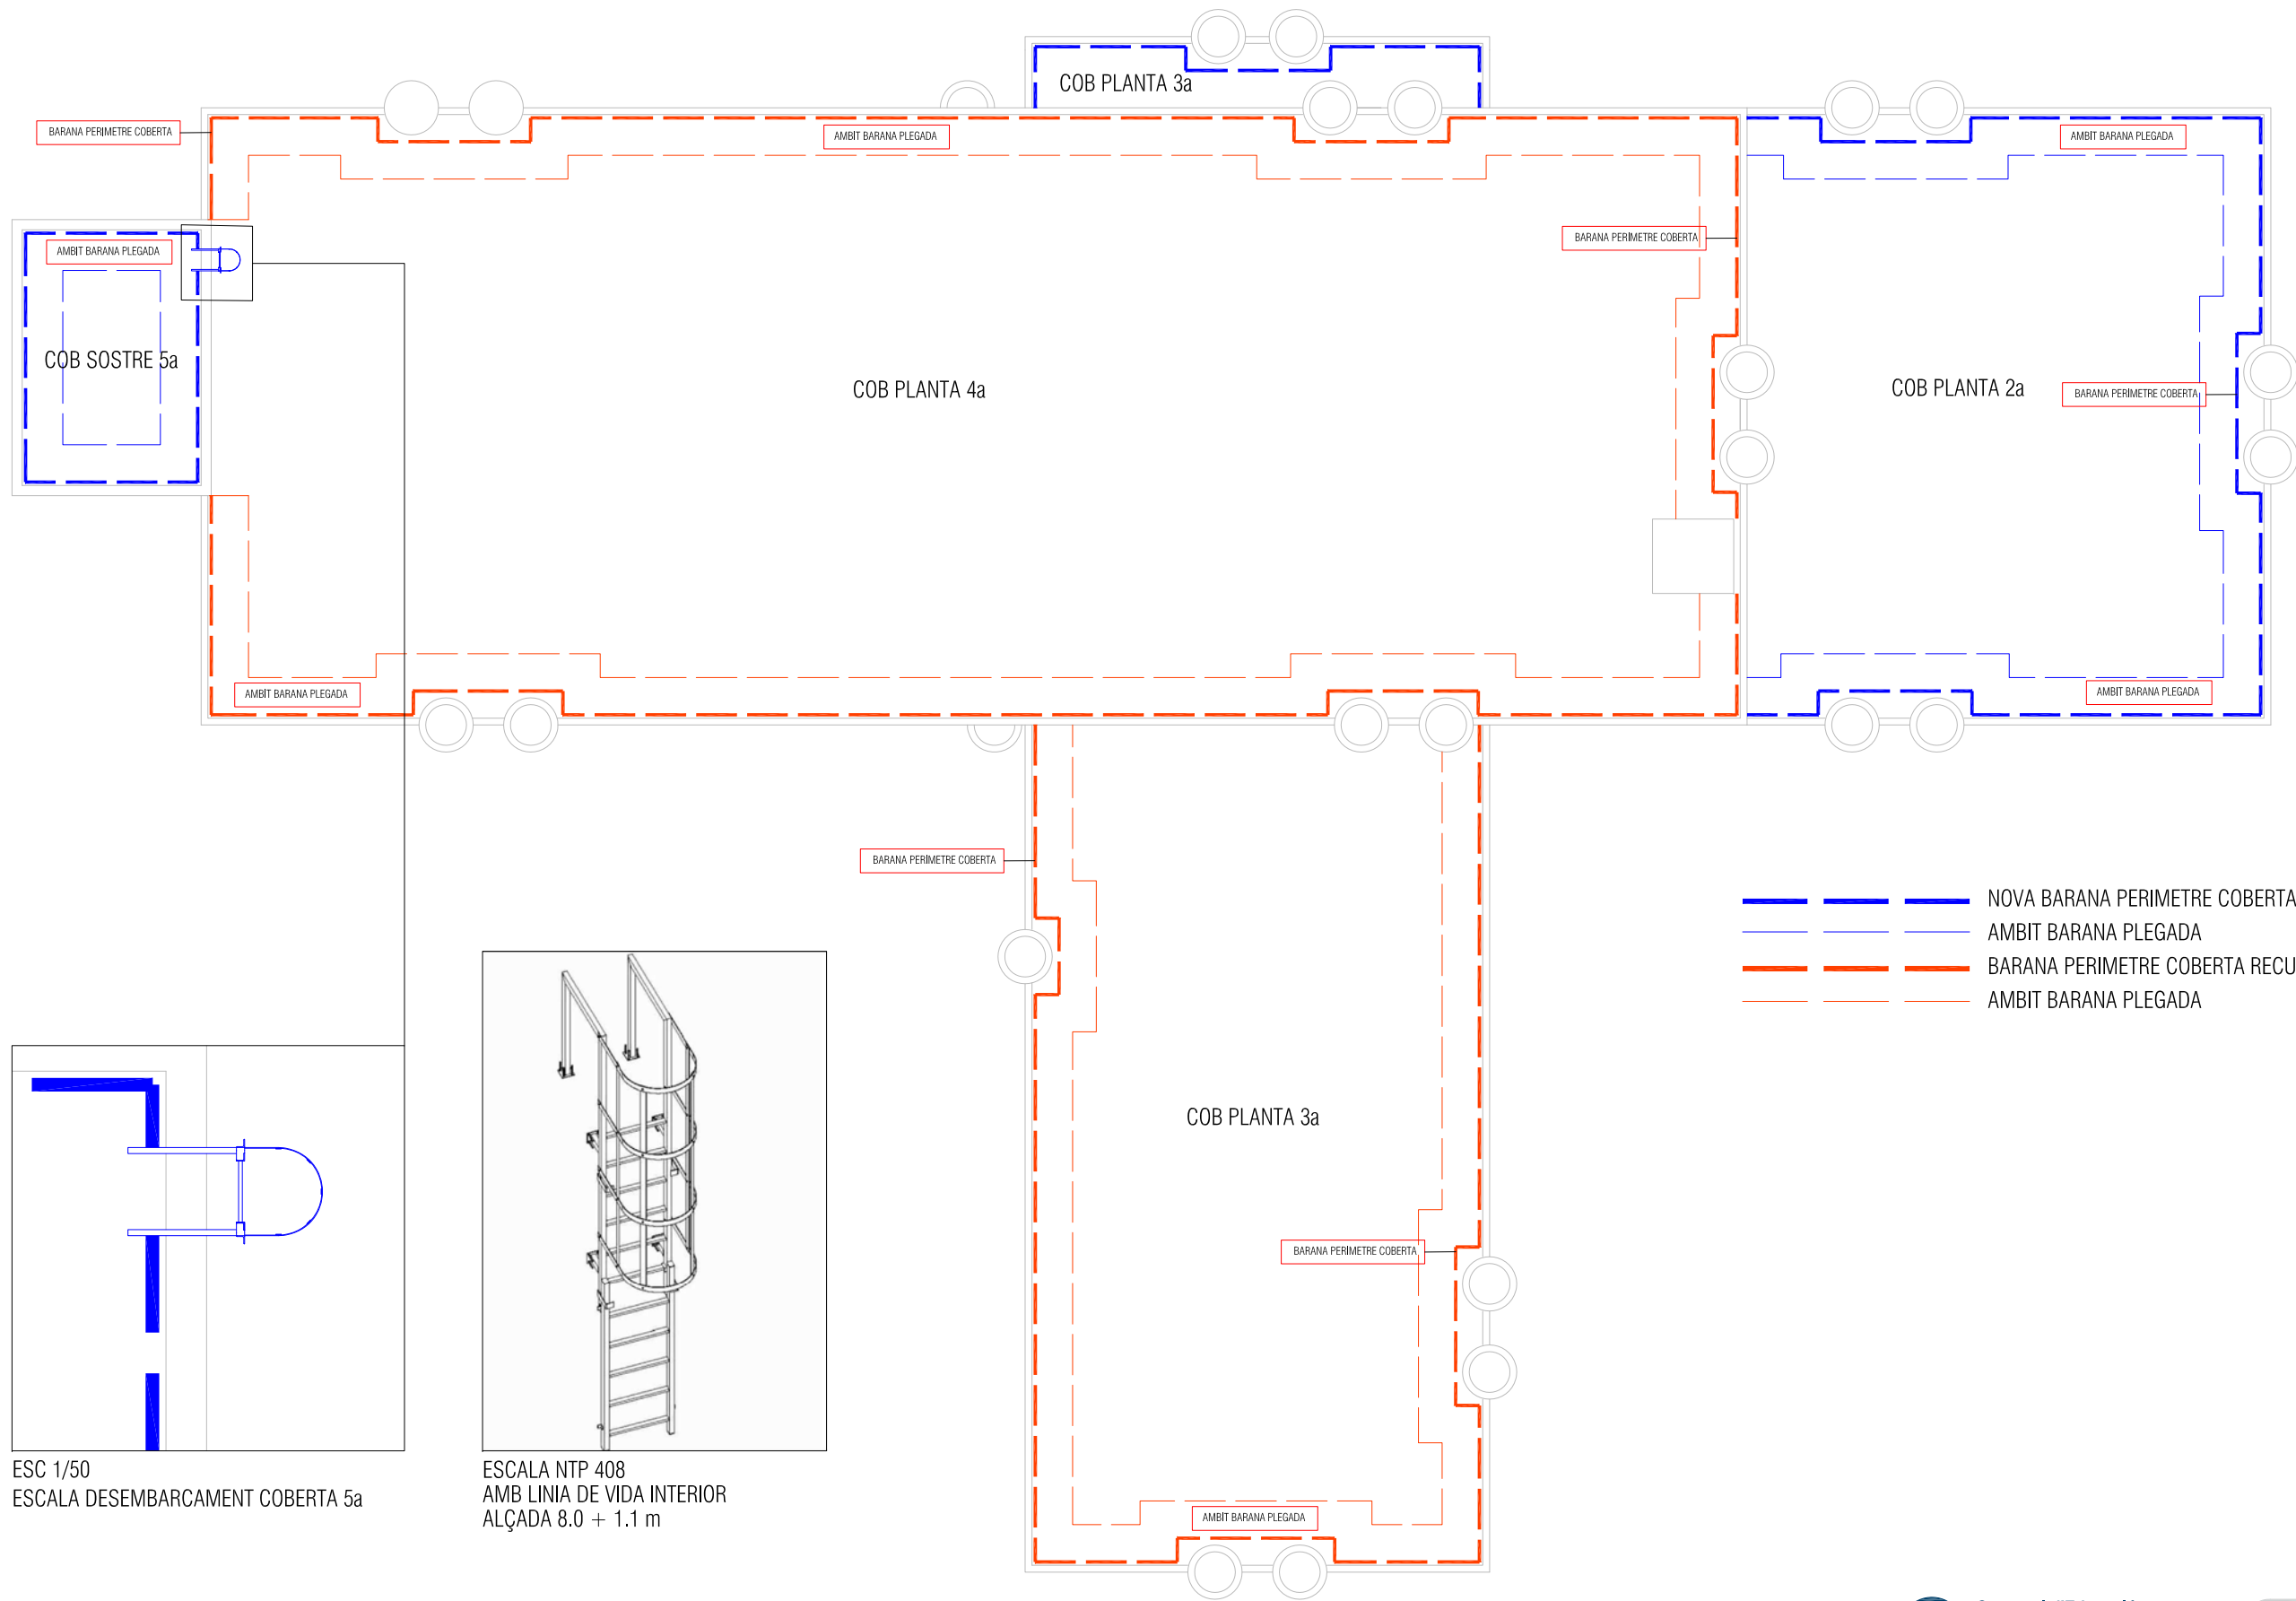 COB PLANTA 3a
BARANA PERIMETRE COBERTA
AMBIT BARANA PLEGADA
AMBIT BARANA PLEGADA
AMBIT BARANA PLEGADA
BARANA PERIMETRE COBERTA
COB SOSTRE 5a
COB PLANTA 4a
COB PLANTA 2a
BARANA PERIMETRE COBERTA
AMBIT BARANA PLEGADA
AMBIT BARANA PLEGADA
BARANA PERIMETRE COBERTA
NOVA BARANA PERIMETRE COBERTA
AMBIT BARANA PLEGADA
BARANA PERIMETRE COBERTA
AMBIT BARANA PLEGADA
COB PLANTA 3a
BARANA PERIMETRE COBERTA
AMBIT BARANA PLEGADA
ESC 1/50
ESCALA DESEMBARCAMENT COBERTA 5a
ESCALA NTP 408
AMB LINIA DE VIDA INTERIOR
ALÇADA 8.0 + 1.1 m